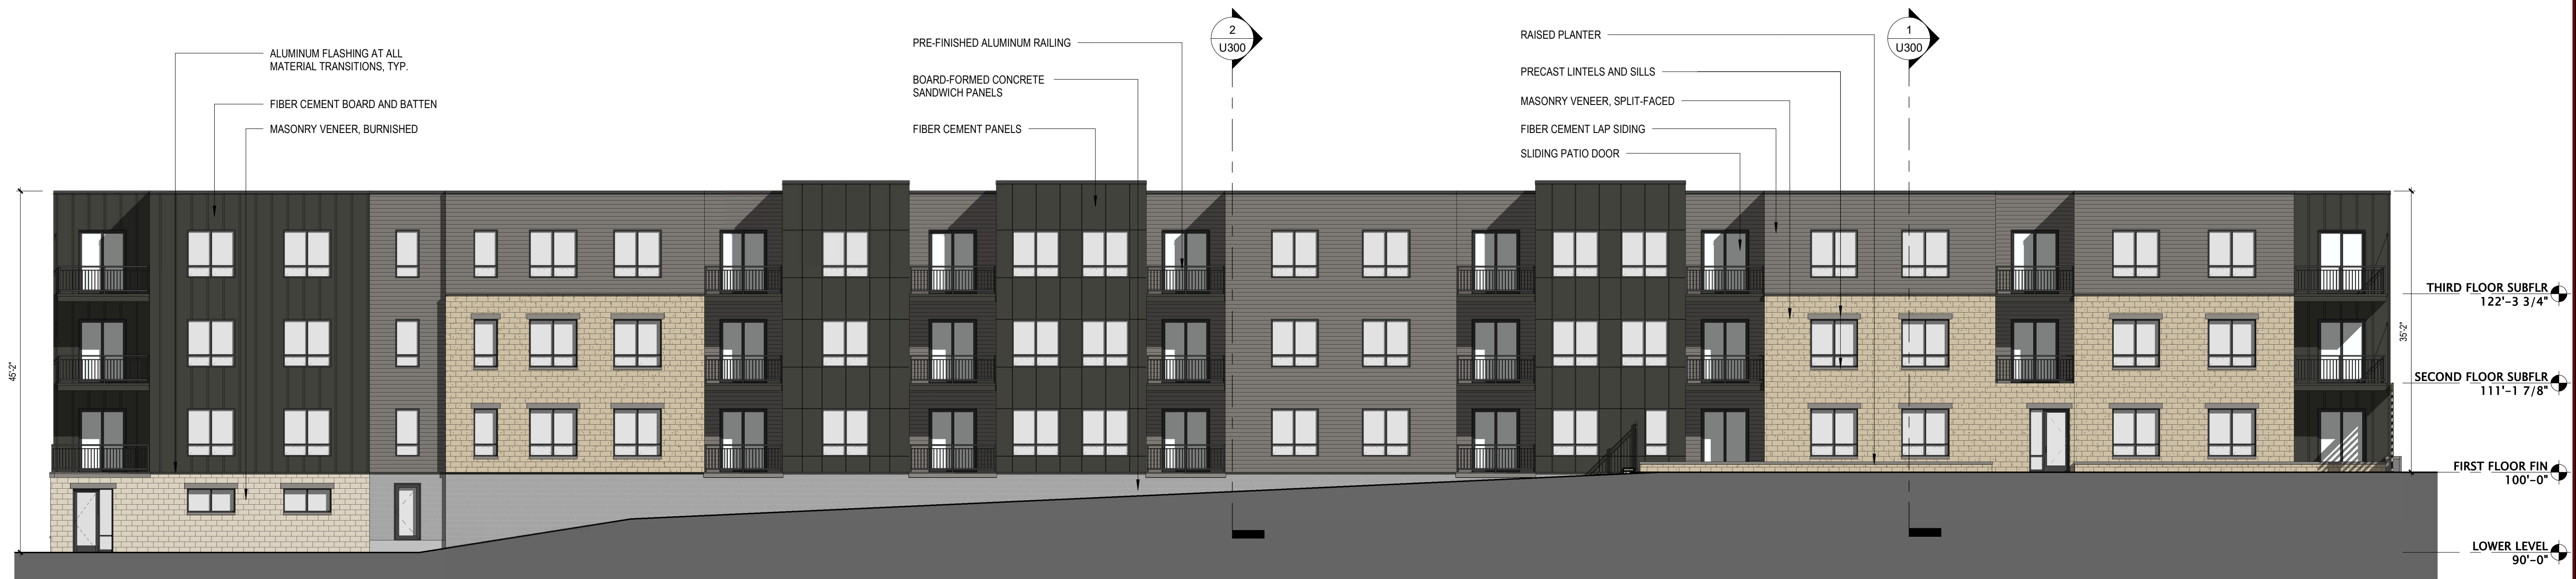 2
U300
1
U300
ALUMINUM FLASHING AT ALL
MATERIAL TRANSITIONS, TYP.
FIBER CEMENT BOARD AND BATTEN
MASONRY VENEER, BURNISHED
PRE-FINISHED ALUMINUM RAILING
BOARD-FORMED CONCRETE
SANDWICH PANELS
FIBER CEMENT PANELS
RAISED PLANTER
PRECAST LINTELS AND SILLS
MASONRY VENEER, SPLIT-FACED
FIBER CEMENT LAP SIDING
SLIDING PATIO DOOR
45'-2"
35'-2"
THIRD FLOOR SUBFLR
122'-3 3/4"
SECOND FLOOR SUBFLR
111'-1 7/8"
FIRST FLOOR FIN
100'-0"
LOWER LEVEL
90'-0"